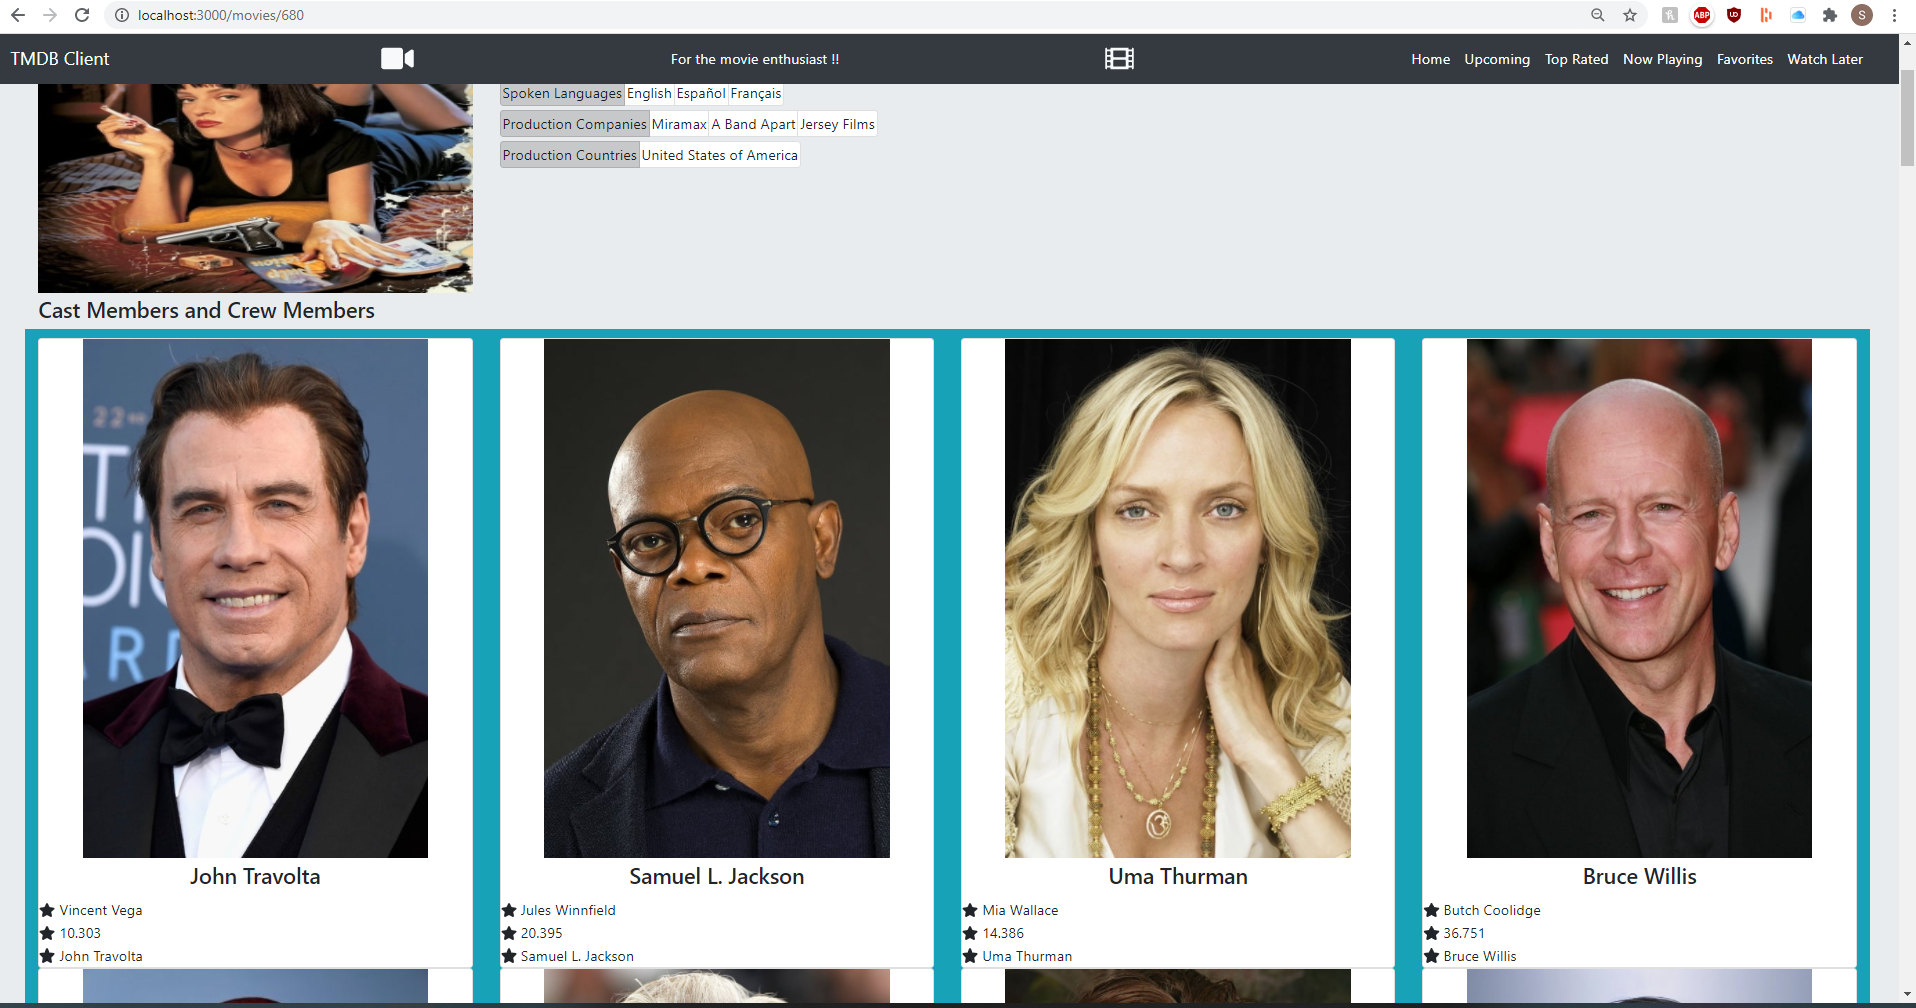 localhost:3000/movies/680
TMDB Client
For the movie enthusiast !!
Home Upcoming Top Rated Now Playing Favorites Watch Later
Spoken Languages English Español Français
Production Companies Miramax A Band Apart Jersey Films
Production Countries United States of America
Cast Members and Crew Members
22
John Travolta
Vincent Vega
10.303
John Travolta
Samuel L. Jackson
Jules Winnfield
20.395
Samuel L. Jackson
Uma Thurman
Mia Wallace
14.386
Uma Thurman
Bruce Willis
Butch Coolidge
36.751
Bruce Willis
ABP
S